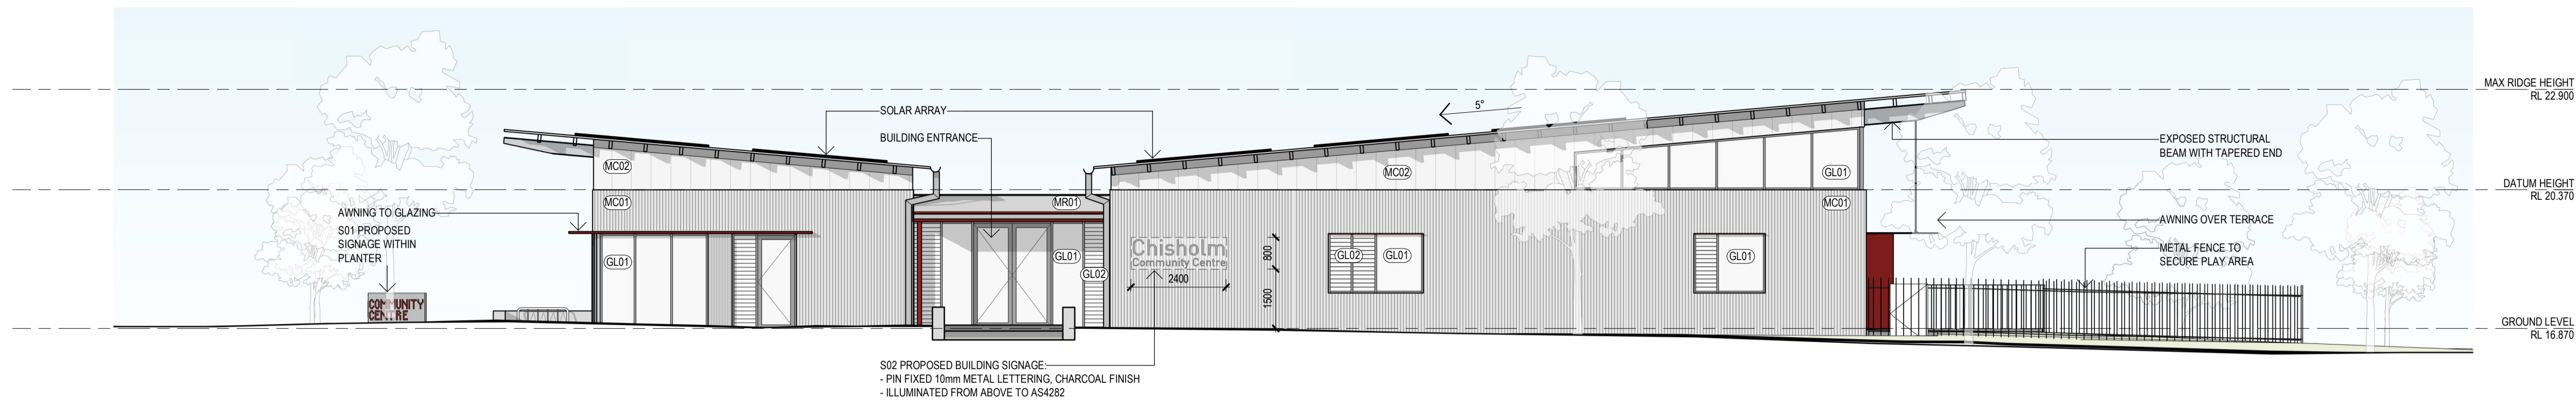 MAX RIDGE HEIGHT
RL 22.900
SOLAR ARRAY
5°
BUILDING ENTRANCE
EXPOSED STRUCTURAL
BEAM WITH TAPERED END
MC02
MC02
GL01
DATUM HEIGHT
RL 20.370
MC01
MR01
MC01
AWNING TO GLAZING
AWNING OVER TERRACE
S01 PROPOSED
SIGNAGE WITHIN
PLANTER
Chisholm
Community Centre
800
METAL FENCE TO
SECURE PLAY AREA
GL01
GL01
GL02
GL02
GL01
GL01
2400
1500
COMMUNITY
CENTRE
GROUND LEVEL
RL 16.870
S02 PROPOSED BUILDING SIGNAGE:
- PIN FIXED 10mm METAL LETTERING, CHARCOAL FINISH
- ILLUMINATED FROM ABOVE TO AS4282